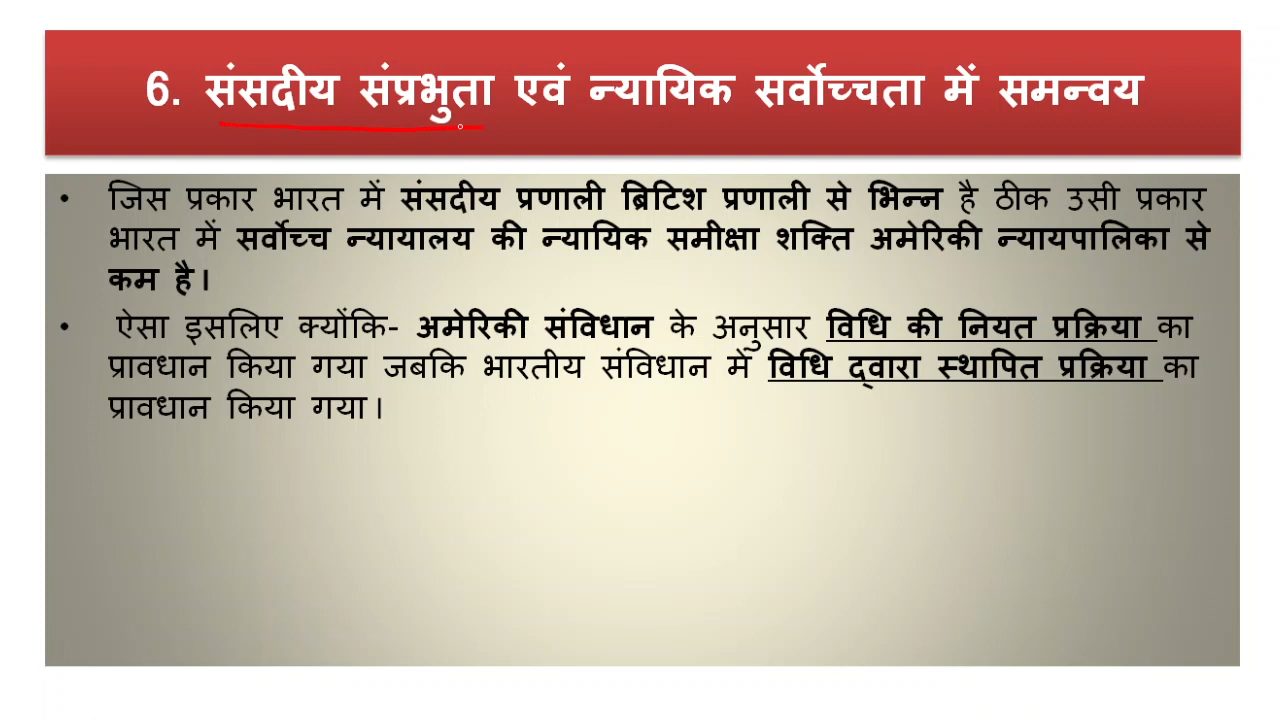 6. संसदीय संप्रभुता एवं न्यायिक सर्वोच्चता में समन्वय
• जिस प्रकार भारत में संसदीय प्रणाली ब्रिटिश प्रणाली से भिन्न है ठीक उसी प्रकार
भारत में सर्वोच्च न्यायालय की न्यायिक समीक्षा शक्ति अमेरिकी न्यायपालिका से
कम है।
• ऐसा इसलिए क्योंकि- अमेरिकी संविधान के अनुसार विधि की नियत प्रक्रिया का
प्रावधान किया गया जबकि भारतीय संविधान में विधि द्वारा स्थापित प्रक्रिया का
प्रावधान किया गया।